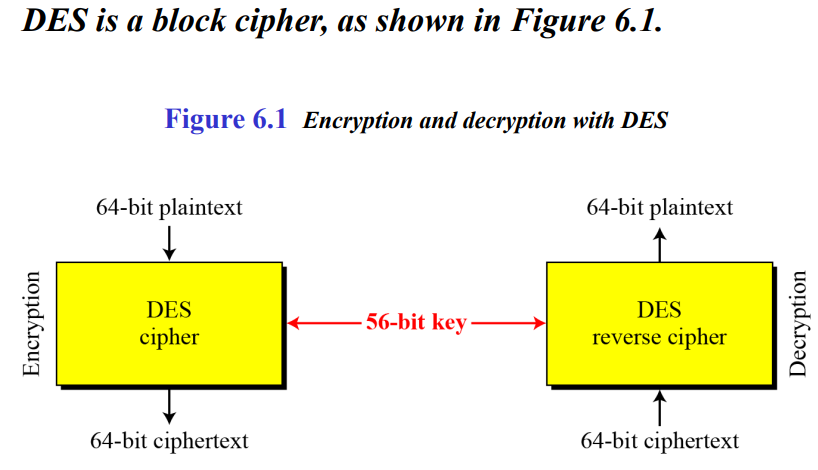 DES is a block cipher, as shown in Figure 6.1.
Figure 6.1 Encryption and decryption with DES
64-bit plaintext
Encryption
DES
cipher
64-bit ciphertext
56-bit key
64-bit plaintext
DES
reverse cipher
Decryption
64-bit ciphertext